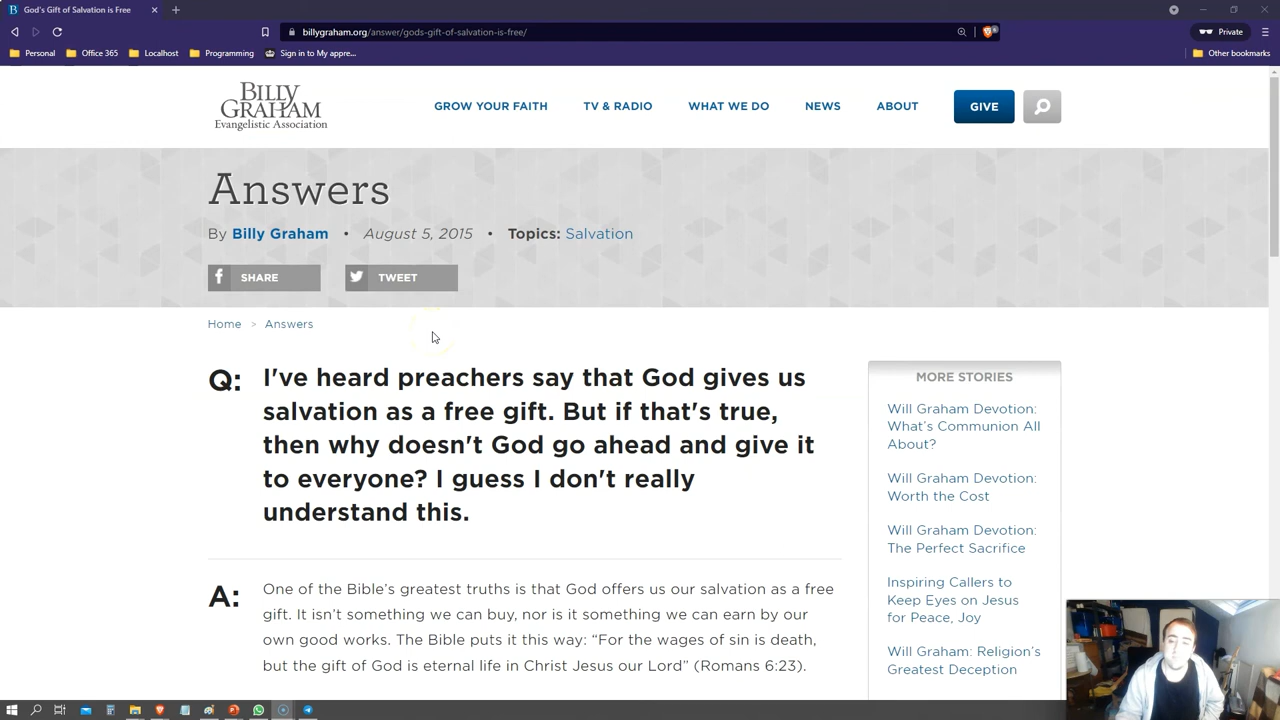 God's Gift of Salvation is Free
billygraham.org/answer/gods-gift-of-salvation-is-free/
Private
Personal Office 365 Localhost Programming Sign in to My appre... Other bookmarks
BILLY
GRAHAM
Evangelistic Association
GROW YOUR FAITH TV & RADIO WHAT WE DO NEWS ABOUT GIVE
Answers
By Billy Graham • August 5, 2015 • Topics: Salvation
SHARE TWEET
Home > Answers
Q: I've heard preachers say that God gives us
salvation as a free gift. But if that's true,
then why doesn't God go ahead and give it
to everyone? I guess I don't really
understand this.
A: One of the Bible's greatest truths is that God offers us our salvation as a free
gift. It isn't something we can buy, nor is it something we can earn by our
own good works. The Bible puts it this way: “For the wages of sin is death,
but the gift of God is eternal life in Christ Jesus our Lord” (Romans 6:23).
MORE STORIES
Will Graham Devotion:
What's Communion All
About?
Will Graham Devotion:
Worth the Cost
Will Graham Devotion:
The Perfect Sacrifice
Inspiring Callers to
Keep Eyes on Jesus
for Peace, Joy
Will Graham: Religion's
Greatest Deception